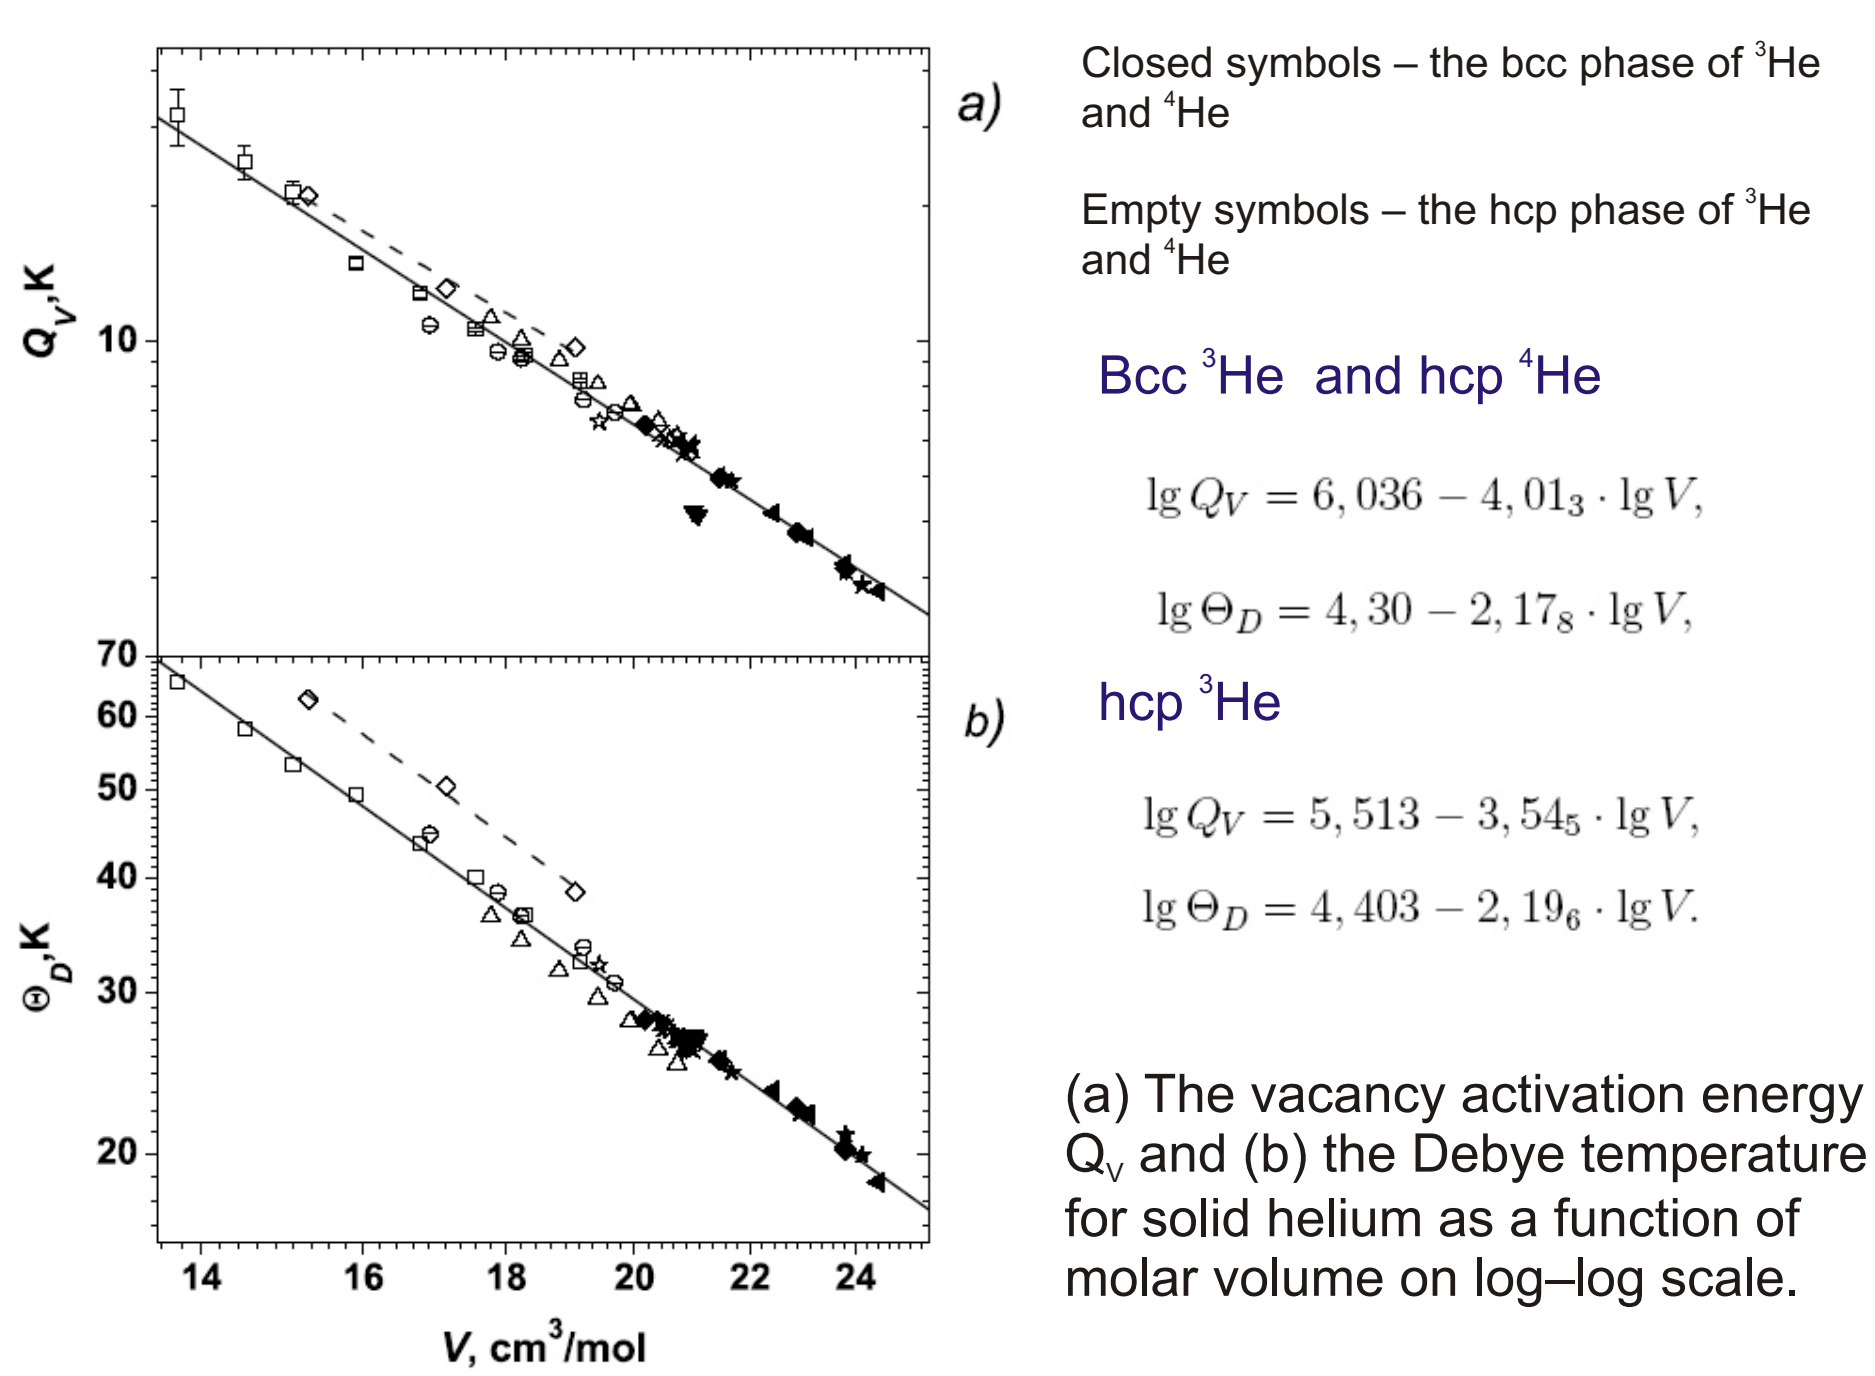 a)
Q_V,K
10
70
60
50
40
30
20
b)
Θ_D,K
14 16 18 20 22 24
V, cm³/mol
Closed symbols – the bcc phase of ³He
and ⁴He
Empty symbols – the hcp phase of ³He
and ⁴He
Bcc ³He and hcp ⁴He
lg Q_V = 6, 036 − 4, 01₃ · lg V,
lg Θ_D = 4, 30 − 2, 17₈ · lg V,
hcp ³He
lg Q_V = 5, 513 − 3, 54₅ · lg V,
lg Θ_D = 4, 403 − 2, 19₆ · lg V.
(a) The vacancy activation energy
Q_V and (b) the Debye temperature
for solid helium as a function of
molar volume on log–log scale.